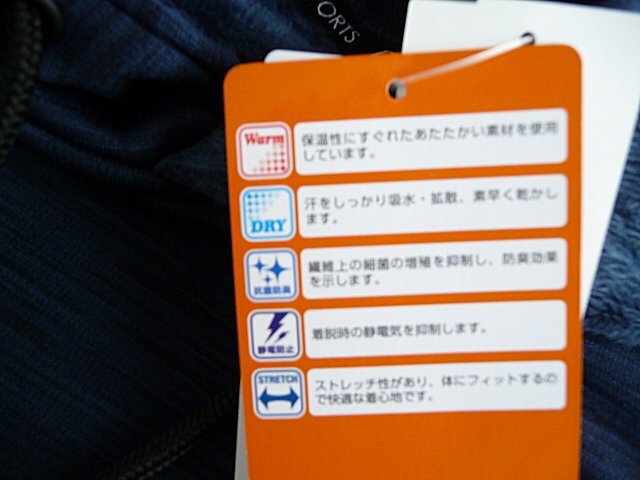 ORTS
Warm
保温性にすぐれたあたたかい素材を使用
しています。
DRY
汗をしっかり吸水・拡散、素早く乾かし
ます。
抗菌防臭
繊維上の細菌の増殖を抑制し、防臭効果
を示します。
静電防止
着脱時の静電気を抑制します。
STRETCH
ストレッチ性があり、体にフィットするの
で快適な着心地です。